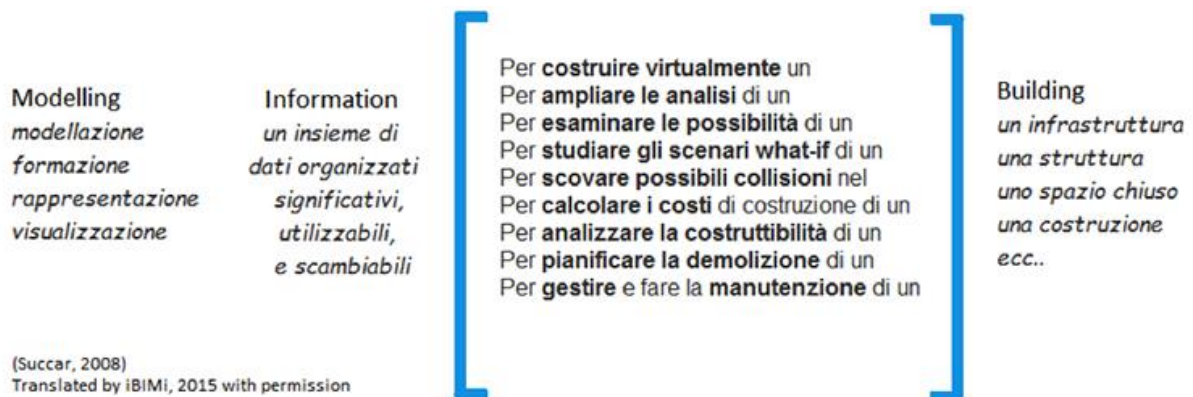 Modelling
modellazione
formazione
rappresentazione
visualizzazione
Information
un insieme di
dati organizzati
significativi,
utilizzabili,
e scambiabili
Per costruire virtualmente un
Per ampliare le analisi di un
Per esaminare le possibilità di un
Per studiare gli scenari what-if di un
Per scovare possibili collisioni nel
Per calcolare i costi di costruzione di un
Per analizzare la costruttibilità di un
Per pianificare la demolizione di un
Per gestire e fare la manutenzione di un
Building
un infrastruttura
una struttura
uno spazio chiuso
una costruzione
ecc..
(Succar, 2008)
Translated by iBIMi, 2015 with permission